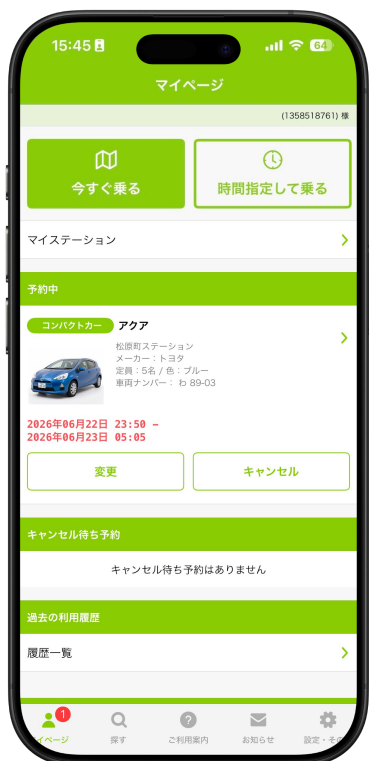 15:45
64
マイページ
(1358518761) 様
今すぐ乗る
時間指定して乗る
マイステーション
予約中
コンパクトカー アクア
松原町ステーション
メーカー：トヨタ
定員：5名 / 色：ブルー
車両ナンバー： わ 89-03
2026年06月22日 23:50 –
2026年06月23日 05:05
変更
キャンセル
キャンセル待ち予約
キャンセル待ち予約はありません
過去の利用履歴
履歴一覧
1
マイページ
探す
ご利用案内
お知らせ
設定・その